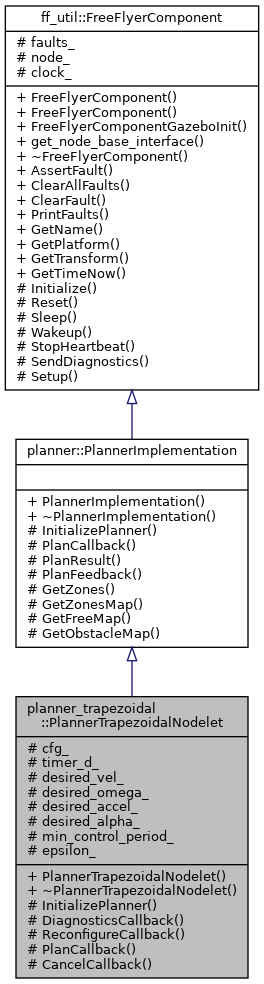 ff_util::FreeFlyerComponent
# faults_
# node_
# clock_
+ FreeFlyerComponent()
+ FreeFlyerComponent()
+ FreeFlyerComponentGazeboInit()
+ get_node_base_interface()
+ ~FreeFlyerComponent()
+ AssertFault()
+ ClearAllFaults()
+ ClearFault()
+ PrintFaults()
+ GetName()
+ GetPlatform()
+ GetTransform()
+ GetTimeNow()
# Initialize()
# Reset()
# Sleep()
# Wakeup()
# StopHeartbeat()
# SendDiagnostics()
# Setup()
planner::PlannerImplementation
+ PlannerImplementation()
+ ~PlannerImplementation()
# InitializePlanner()
# PlanCallback()
# PlanResult()
# PlanFeedback()
# GetZones()
# GetZonesMap()
# GetFreeMap()
# GetObstacleMap()
planner_trapezoidal
::PlannerTrapezoidalNodelet
# cfg_
# timer_d_
# desired_vel_
# desired_omega_
# desired_accel_
# desired_alpha_
# min_control_period_
# epsilon_
+ PlannerTrapezoidalNodelet()
+ ~PlannerTrapezoidalNodelet()
# InitializePlanner()
# DiagnosticsCallback()
# ReconfigureCallback()
# PlanCallback()
# CancelCallback()